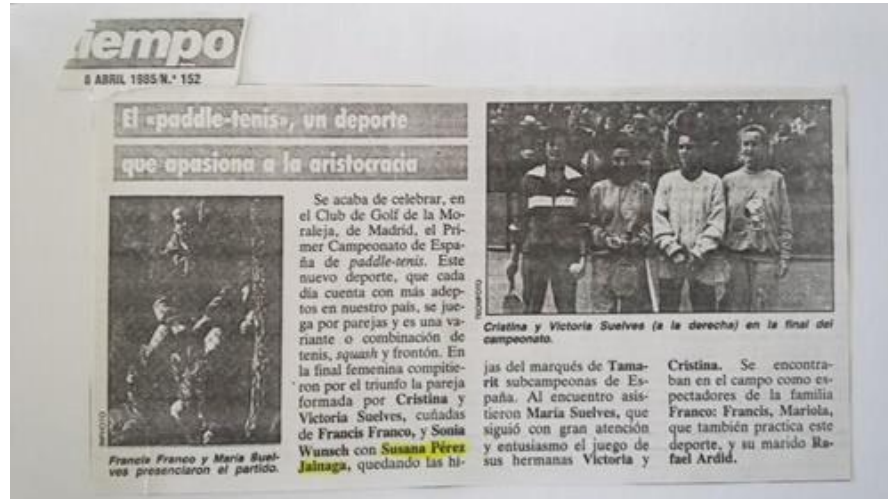 iempo
8 ABRIL 1985/N.º 152
El «paddle-tenis», un deporte
que apasiona a la aristocracia
Se acaba de celebrar, en
el Club de Golf de la Mo-
raleja, de Madrid, el Pri-
mer Campeonato de Espa-
ña de paddle-tenis. Este
nuevo deporte, que cada
día cuenta con más adep-
tos en nuestro país, se jue-
ga por parejas y es una va-
riante o combinación de
tenis, squash y frontón. En
la final femenina compitie-
ron por el triunfo la pareja
formada por Cristina y
Victoria Suelves, cuñadas
de Francis Franco, y Sonia
Wunsch con Susana Pérez
Jainaga, quedando las hi-
Francis Franco y María Suel-
ves presenciaron el partido.
Cristina y Victoria Suelves (a la derecha) en la final del
campeonato.
jas del marqués de Tama-
rit subcampeonas de Es-
paña. Al encuentro asis-
tieron María Suelves, que
siguió con gran atención
y entusiasmo el juego de
sus hermanas Victoria y
Cristina. Se encontra-
ban en el campo como es-
pectadores de la familia
Franco: Francis, Mariola,
que también practica este
deporte, y su marido Ra-
fael Ardid.